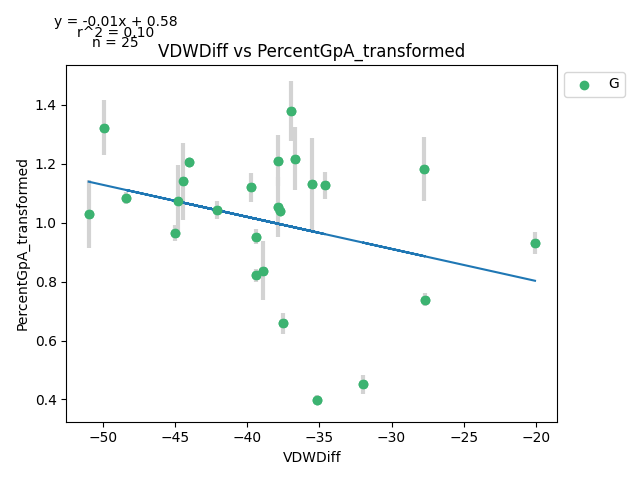 y = -0.01x + 0.58
r^2 = 0.10
n = 25
VDWDiff vs PercentGpA_transformed
G
PercentGpA_transformed
1.4
1.2
1.0
0.8
0.6
0.4
−50
−45
−40
−35
−30
−25
−20
VDWDiff